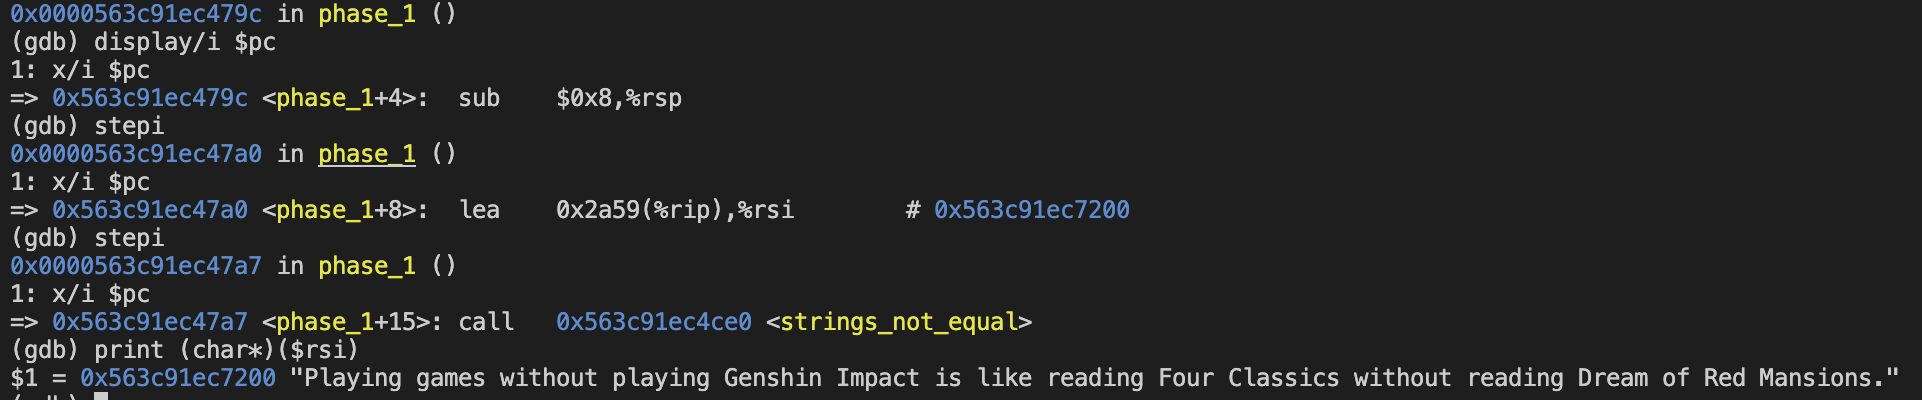 0x0000563c91ec479c in phase_1 ()
(gdb) display/i $pc
1: x/i $pc
=> 0x563c91ec479c <phase_1+4>:  sub    $0x8,%rsp
(gdb) stepi
0x0000563c91ec47a0 in phase_1 ()
1: x/i $pc
=> 0x563c91ec47a0 <phase_1+8>:  lea    0x2a59(%rip),%rsi        # 0x563c91ec7200
(gdb) stepi
0x0000563c91ec47a7 in phase_1 ()
1: x/i $pc
=> 0x563c91ec47a7 <phase_1+15>: call   0x563c91ec4ce0 <strings_not_equal>
(gdb) print (char*)($rsi)
$1 = 0x563c91ec7200 "Playing games without playing Genshin Impact is like reading Four Classics without reading Dream of Red Mansions."